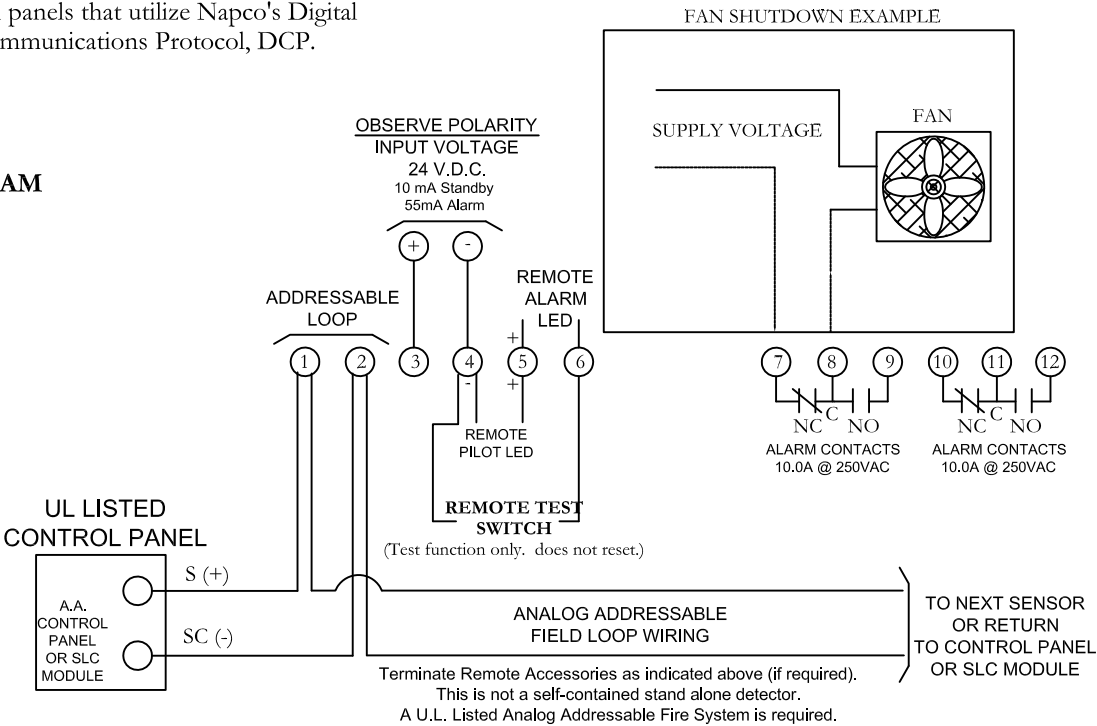 panels that utilize Napco's Digital
mmunications Protocol, DCP.
AM
FAN SHUTDOWN EXAMPLE
SUPPLY VOLTAGE
FAN
OBSERVE POLARITY
INPUT VOLTAGE
24 V.D.C.
10 mA Standby
55mA Alarm
+
-
ADDRESSABLE
LOOP
REMOTE
ALARM
LED
+
1
2
3
4
5
6
7
8
9
10
11
12
-
+
REMOTE
PILOT LED
NC
C
NO
NC
C
NO
ALARM CONTACTS
10.0A @ 250VAC
ALARM CONTACTS
10.0A @ 250VAC
REMOTE TEST
SWITCH
(Test function only. does not reset.)
UL LISTED
CONTROL PANEL
A.A.
CONTROL
PANEL
OR SLC
MODULE
S (+)
SC (-)
ANALOG ADDRESSABLE
FIELD LOOP WIRING
TO NEXT SENSOR
OR RETURN
TO CONTROL PANEL
OR SLC MODULE
Terminate Remote Accessories as indicated above (if required).
This is not a self-contained stand alone detector.
A U.L. Listed Analog Addressable Fire System is required.